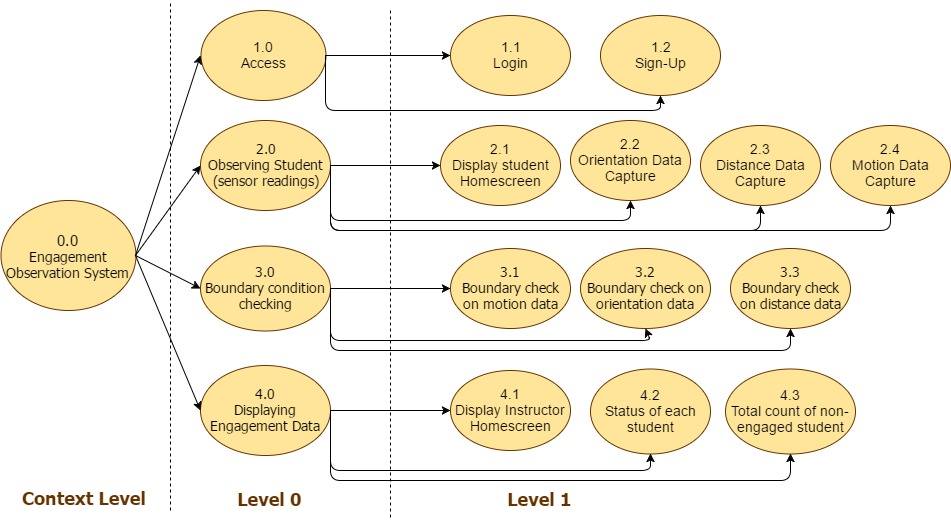 1.0
Access
1.1
Login
1.2
Sign-Up
2.0
Observing Student
(sensor readings)
2.1
Display student
Homescreen
2.2
Orientation Data
Capture
2.3
Distance Data
Capture
2.4
Motion Data
Capture
0.0
Engagement
Observation System
3.0
Boundary condition
checking
3.1
Boundary check
on motion data
3.2
Boundary check on
orientation data
3.3
Boundary check
on distance data
4.0
Displaying
Engagement Data
4.1
Display Instructor
Homescreen
4.2
Status of each
student
4.3
Total count of non-
engaged student
Context Level
Level 0
Level 1